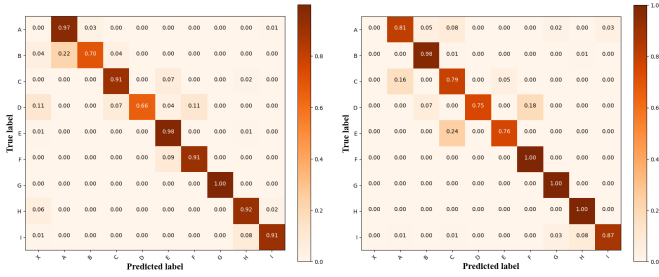 A 0.00 0.97 0.03 0.00 0.00 0.00 0.00 0.00 0.00 0.01
B 0.04 0.22 0.70 0.04 0.00 0.00 0.00 0.00 0.00 0.00
C 0.00 0.00 0.00 0.91 0.00 0.07 0.00 0.00 0.02 0.00
D 0.11 0.00 0.00 0.07 0.66 0.04 0.11 0.00 0.00 0.00
E 0.01 0.00 0.00 0.00 0.00 0.98 0.00 0.00 0.01 0.00
F 0.00 0.00 0.00 0.00 0.00 0.09 0.91 0.00 0.00 0.00
G 0.00 0.00 0.00 0.00 0.00 0.00 0.00 1.00 0.00 0.00
H 0.06 0.00 0.00 0.00 0.00 0.00 0.00 0.00 0.92 0.02
I 0.01 0.00 0.00 0.00 0.00 0.00 0.00 0.00 0.08 0.91
X A B C D E F G H I
True label
Predicted label
0.8
0.6
0.4
0.2
0.0
A 0.00 0.81 0.05 0.08 0.00 0.00 0.00 0.02 0.00 0.03
B 0.00 0.00 0.98 0.01 0.00 0.00 0.00 0.00 0.01 0.00
C 0.00 0.16 0.00 0.79 0.00 0.05 0.00 0.00 0.00 0.00
D 0.00 0.00 0.07 0.00 0.75 0.00 0.18 0.00 0.00 0.00
E 0.00 0.00 0.00 0.24 0.00 0.76 0.00 0.00 0.00 0.00
F 0.00 0.00 0.00 0.00 0.00 0.00 1.00 0.00 0.00 0.00
G 0.00 0.00 0.00 0.00 0.00 0.00 0.00 1.00 0.00 0.00
H 0.00 0.00 0.00 0.00 0.00 0.00 0.00 0.00 1.00 0.00
I 0.01 0.00 0.00 0.01 0.00 0.00 0.00 0.03 0.08 0.87
X A B C D E F G H I
True label
Predicted label
1.0
0.8
0.6
0.4
0.2
0.0